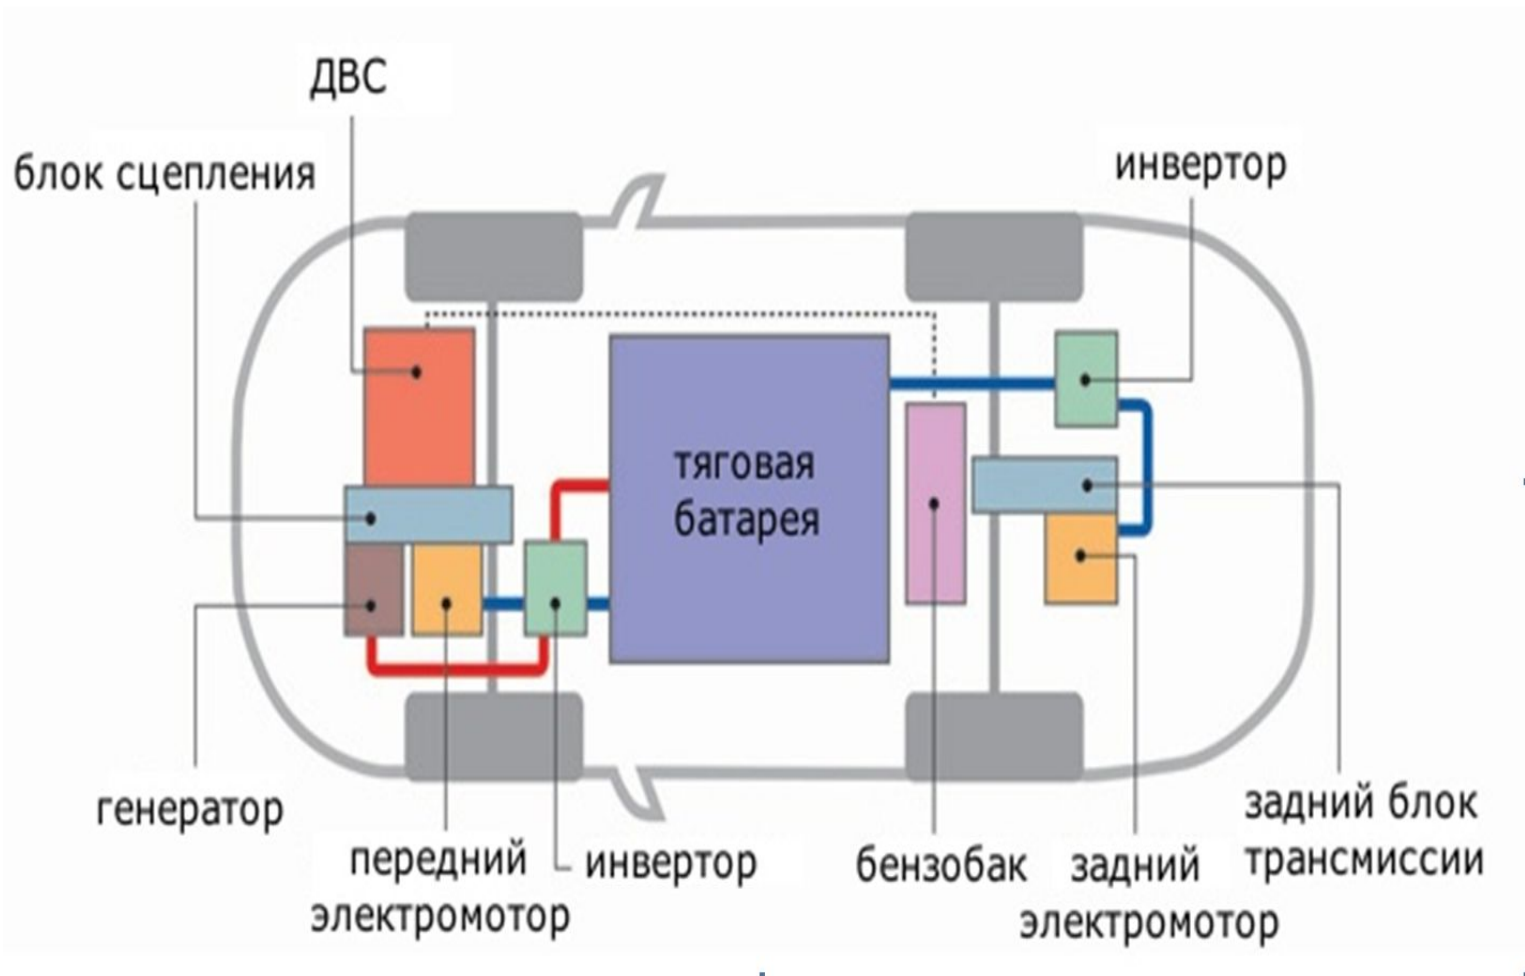 ДВС
блок сцепления
инвертор
тяговая
батарея
генератор
передний
электромотор
инвертор
бензобак
задний
электромотор
задний блок
трансмиссии